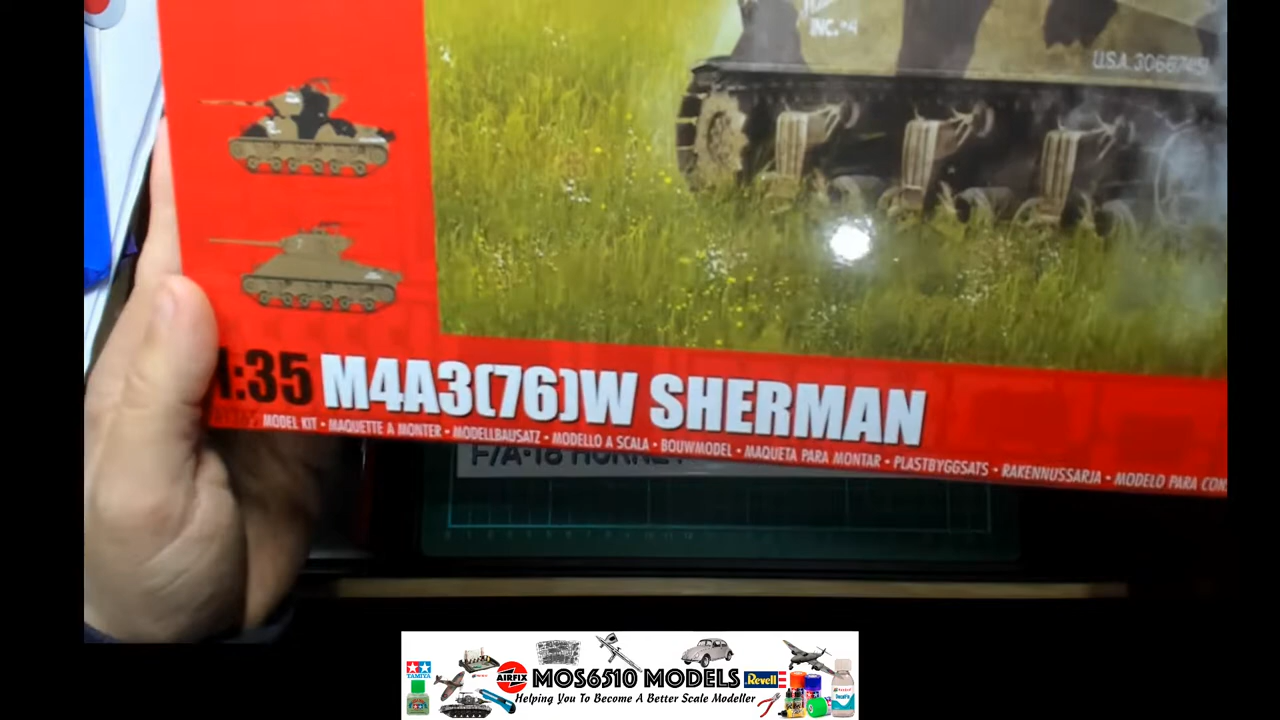 INC.-4
1:35 M4A3(76)W SHERMAN
MODEL KIT • MAQUETTE A MONTER • MODELLBAUSATZ • MODELLO A SCALA • BOUWMODEL • MAQUETA PARA MONTAR • PLASTBYGGSATS • RAKENNUSSARJA • MODELO PARA CON
F/A-18 HORNET
TAMIYA
AIRFIX
MOS6510 MODELS
Revell
Helping You To Become A Better Scale Modeller